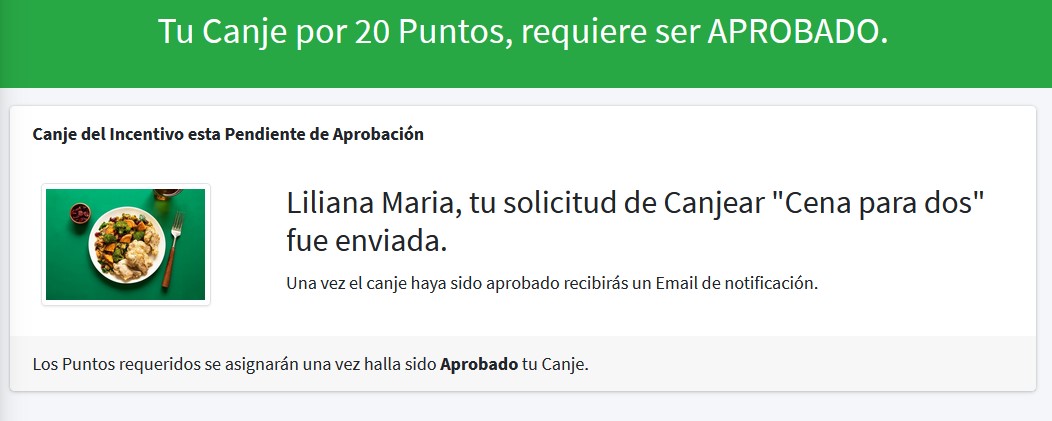 Tu Canje por 20 Puntos, requiere ser APROBADO.
Canje del Incentivo esta Pendiente de Aprobación
Liliana Maria, tu solicitud de Canjear "Cena para dos"
fue enviada.
Una vez el canje haya sido aprobado recibirás un Email de notificación.
Los Puntos requeridos se asignarán una vez halla sido Aprobado tu Canje.